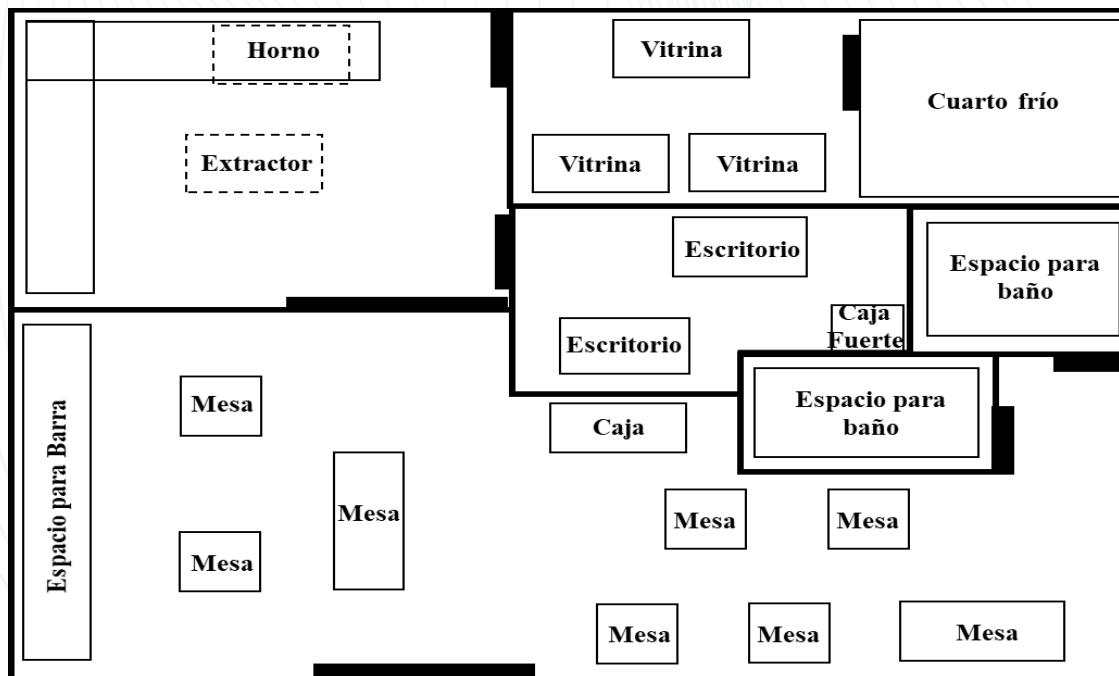 Horno
Vitrina
Cuarto frío
Extractor
Vitrina
Vitrina
Escritorio
Espacio para
baño
Caja
Fuerte
Escritorio
Espacio para Barra
Mesa
Caja
Espacio para
baño
Mesa
Mesa
Mesa
Mesa
Mesa
Mesa
Mesa